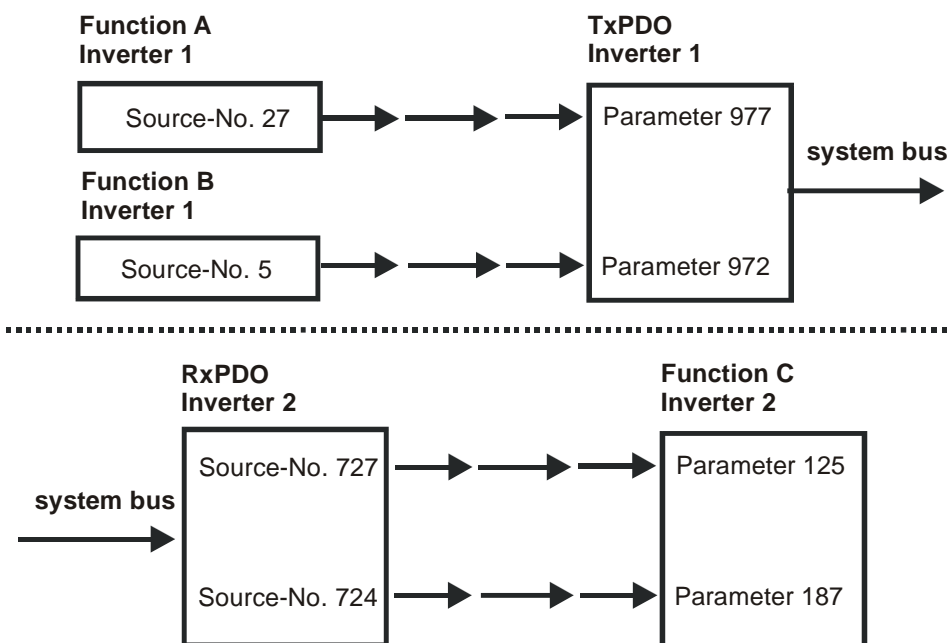 Function A
Inverter 1
Source-No. 27
Function B
Inverter 1
Source-No. 5
TxPDO
Inverter 1
Parameter 977
Parameter 972
system bus
RxPDO
Inverter 2
system bus
Source-No. 727
Source-No. 724
Function C
Inverter 2
Parameter 125
Parameter 187